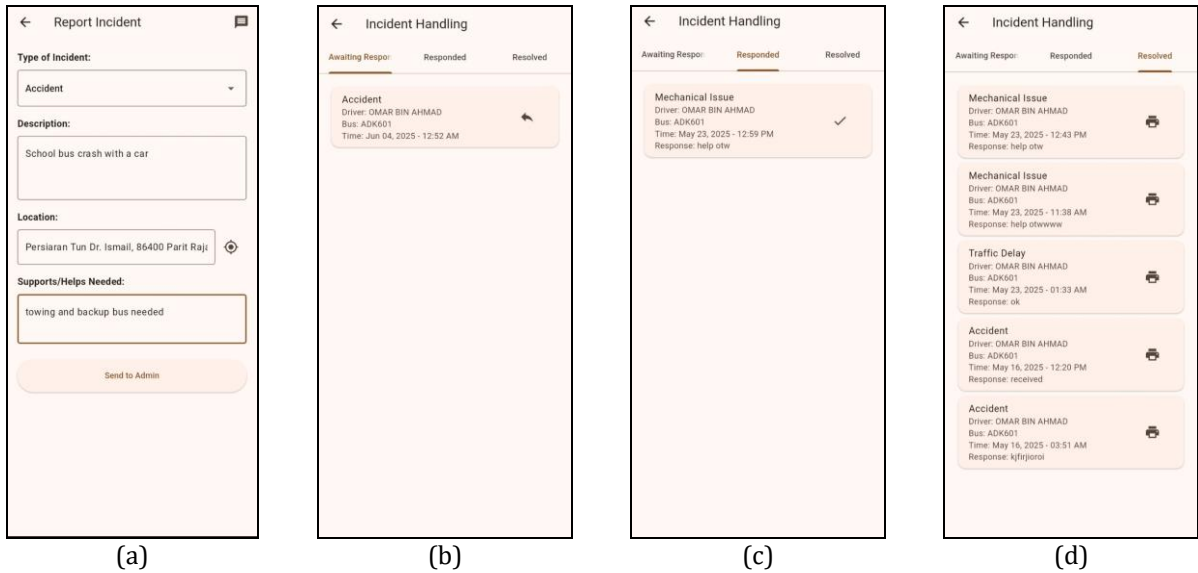 Report Incident
Type of Incident:
Accident
Description:
School bus crash with a car
Location:
Persiaran Tun Dr. Ismail, 86400 Parit Raja
Supports/Helps Needed:
towing and backup bus needed
Send to Admin
(a)
Incident Handling
Awaiting Respor Responded Resolved
Accident
Driver: OMAR BIN AHMAD
Bus: ADK601
Time: Jun 04, 2025 - 12:52 AM
(b)
Incident Handling
Awaiting Respor Responded Resolved
Mechanical Issue
Driver: OMAR BIN AHMAD
Bus: ADK601
Time: May 23, 2025 - 12:59 PM
Response: help otw
(c)
Incident Handling
Awaiting Respor Responded Resolved
Mechanical Issue
Driver: OMAR BIN AHMAD
Bus: ADK601
Time: May 23, 2025 - 12:43 PM
Response: help otw
Mechanical Issue
Driver: OMAR BIN AHMAD
Bus: ADK601
Time: May 23, 2025 - 11:38 AM
Response: help otwwww
Traffic Delay
Driver: OMAR BIN AHMAD
Bus: ADK601
Time: May 23, 2025 - 01:33 AM
Response: ok
Accident
Driver: OMAR BIN AHMAD
Bus: ADK601
Time: May 16, 2025 - 12:20 PM
Response: received
Accident
Driver: OMAR BIN AHMAD
Bus: ADK601
Time: May 16, 2025 - 03:51 AM
Response: kjfirjioroi
(d)